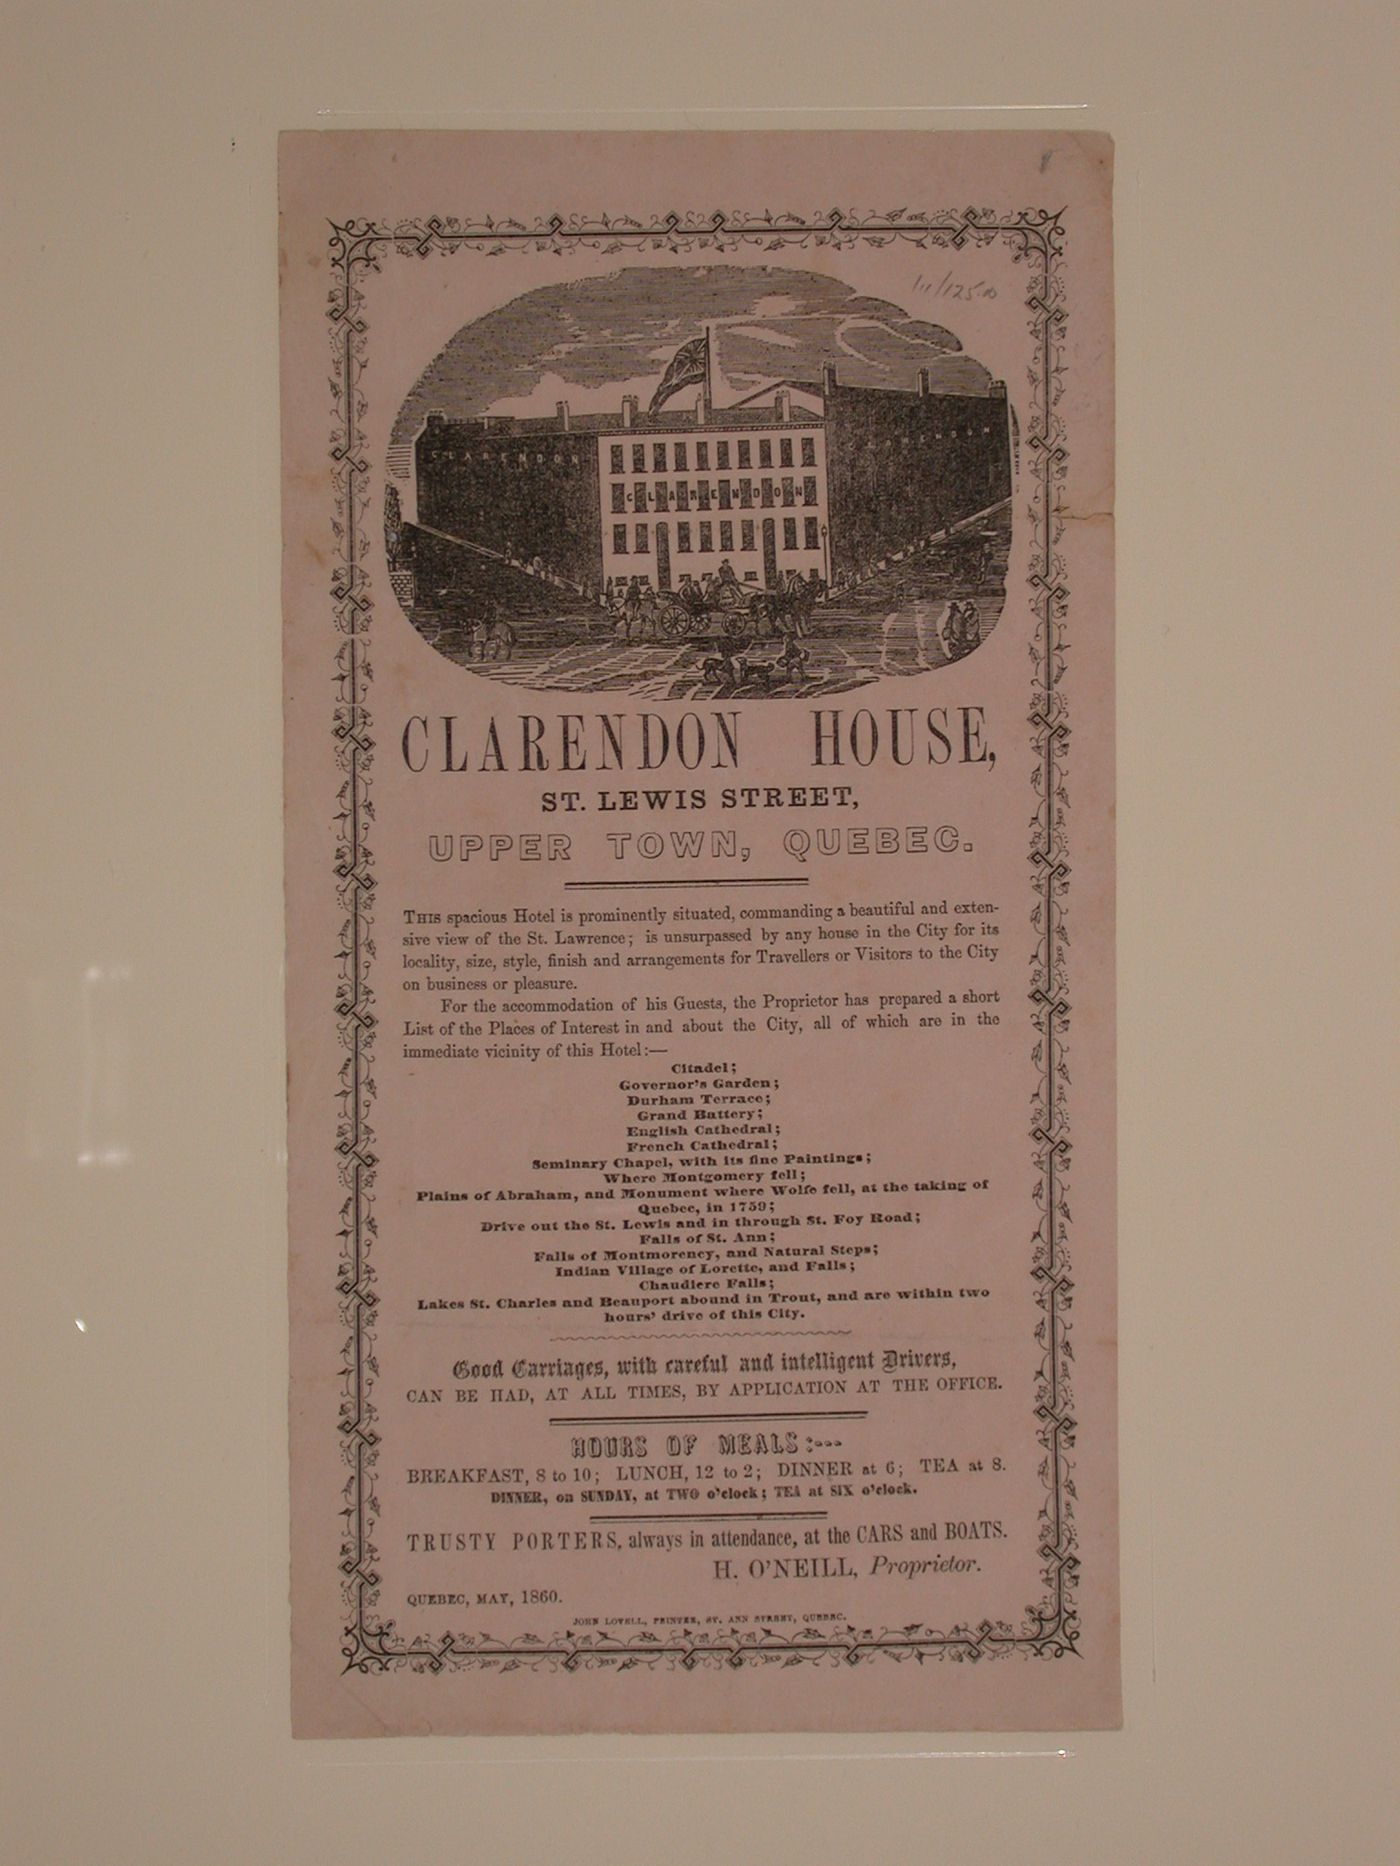 CLARENDON
CLARENDON
CLARENDON HOUSE,
ST. LEWIS STREET,
UPPER TOWN, QUEBEC.
THIS spacious Hotel is prominently situated, commanding a beautiful and exten-
sive view of the St. Lawrence; is unsurpassed by any house in the City for its
locality, size, style, finish and arrangements for Travellers or Visitors to the City
on business or pleasure.
For the accommodation of his Guests, the Proprietor has prepared a short
List of the Places of Interest in and about the City, all of which are in the
immediate vicinity of this Hotel:—
Citadel;
Governor's Garden;
Durham Terrace;
Grand Battery;
English Cathedral;
French Cathedral;
Seminary Chapel, with its fine Paintings;
Where Montgomery fell;
Plains of Abraham, and Monument where Wolfe fell, at the taking of
Quebec, in 1759;
Drive out the St. Lewis and in through St. Foy Road;
Falls of St. Ann;
Falls of Montmorency, and Natural Steps;
Indian Village of Lorette, and Falls;
Chaudiere Falls;
Lakes St. Charles and Beauport abound in Trout, and are within two
hours' drive of this City.
Good Carriages, with careful and intelligent Drivers,
CAN BE HAD, AT ALL TIMES, BY APPLICATION AT THE OFFICE.
HOURS OF MEALS:---
BREAKFAST, 8 to 10; LUNCH, 12 to 2; DINNER at 6; TEA at 8.
DINNER, on SUNDAY, at TWO o'clock; TEA at SIX o'clock.
TRUSTY PORTERS, always in attendance, at the CARS and BOATS.
H. O'NEILL, Proprietor.
QUEBEC, MAY, 1860.
JOHN LOVELL, PRINTER, ST. ANN STREET, QUEBEC.